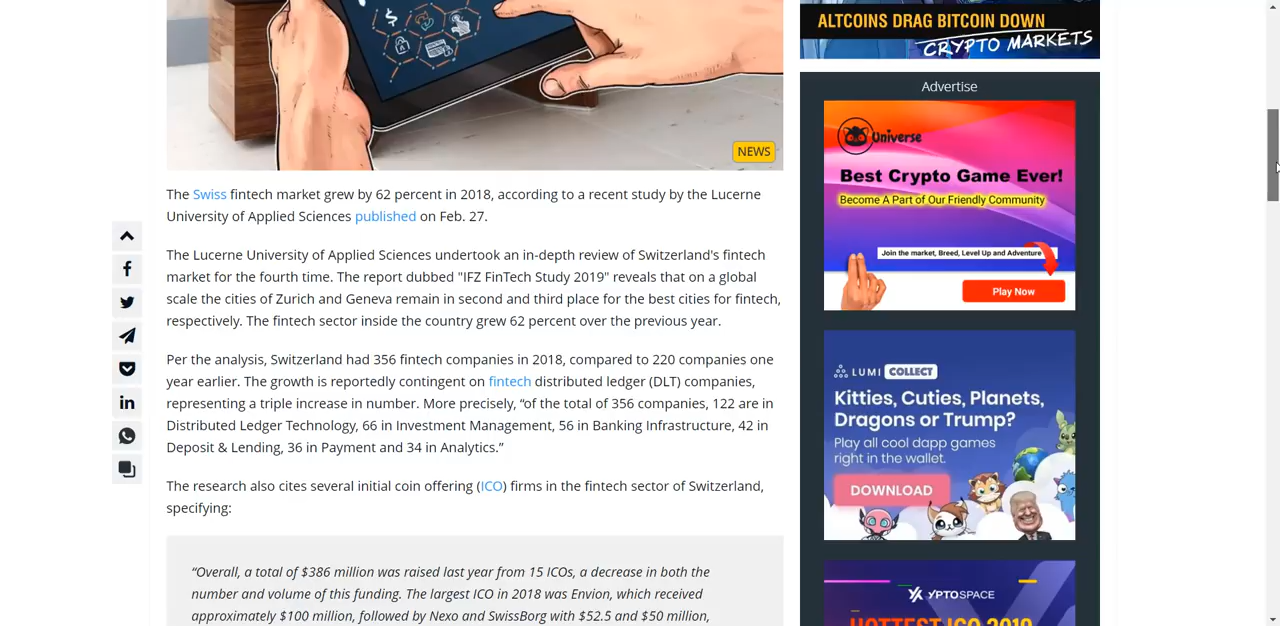 ALTCOINS DRAG BITCOIN DOWN
CRYPTO MARKETS
NEWS
The Swiss fintech market grew by 62 percent in 2018, according to a recent study by the Lucerne
University of Applied Sciences published on Feb. 27.
The Lucerne University of Applied Sciences undertook an in-depth review of Switzerland's fintech
market for the fourth time. The report dubbed "IFZ FinTech Study 2019" reveals that on a global
scale the cities of Zurich and Geneva remain in second and third place for the best cities for fintech,
respectively. The fintech sector inside the country grew 62 percent over the previous year.
Per the analysis, Switzerland had 356 fintech companies in 2018, compared to 220 companies one
year earlier. The growth is reportedly contingent on fintech distributed ledger (DLT) companies,
representing a triple increase in number. More precisely, “of the total of 356 companies, 122 are in
Distributed Ledger Technology, 66 in Investment Management, 56 in Banking Infrastructure, 42 in
Deposit & Lending, 36 in Payment and 34 in Analytics.”
The research also cites several initial coin offering (ICO) firms in the fintech sector of Switzerland,
specifying:
“Overall, a total of $386 million was raised last year from 15 ICOs, a decrease in both the
number and volume of this funding. The largest ICO in 2018 was Envion, which received
approximately $100 million, followed by Nexo and SwissBorg with $52.5 and $50 million,
Advertise
Universe
Best Crypto Game Ever!
Become A Part of Our Friendly Community
Join the market, Breed, Level Up and Adventure
Play Now
LUMI COLLECT
Kitties, Cuties, Planets,
Dragons or Trump?
Play all cool dapp games
right in the wallet.
DOWNLOAD
YPTOSPACE
HOTTEST ICO 2019